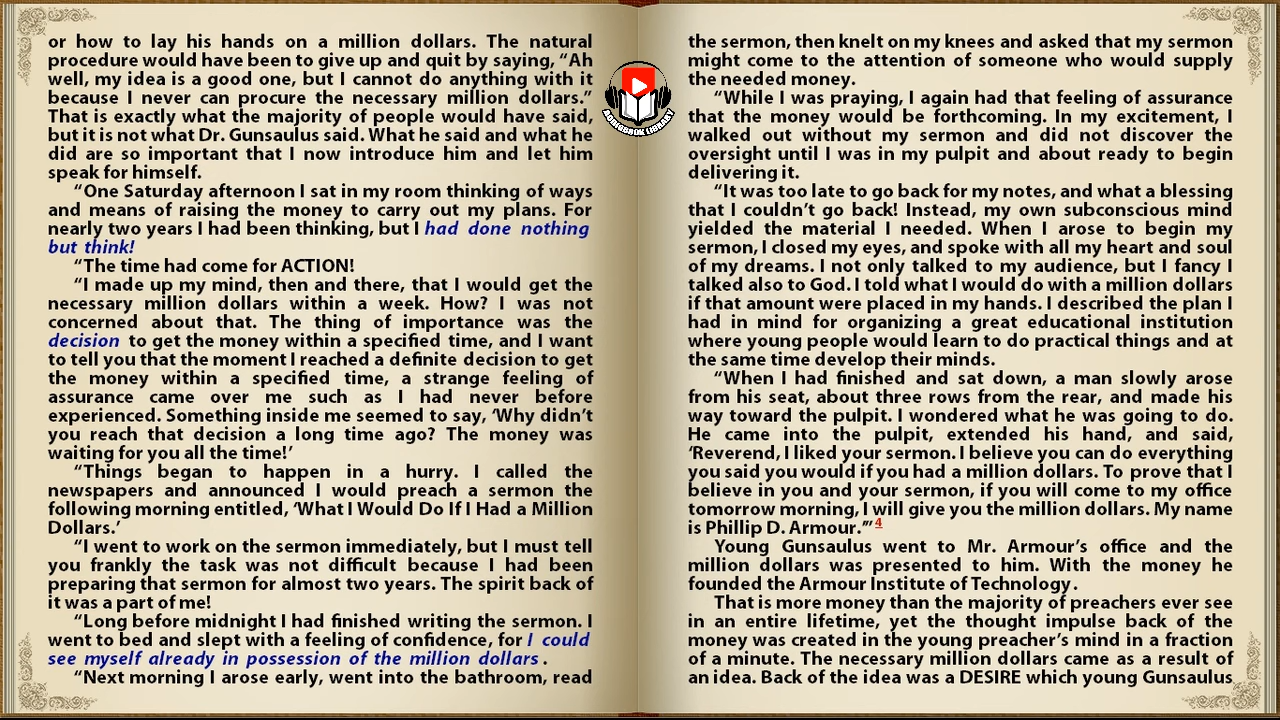 or how to lay his hands on a million dollars. The natural
procedure would have been to give up and quit by saying, “Ah
well, my idea is a good one, but I cannot do anything with it
because I never can procure the necessary million dollars.”
That is exactly what the majority of people would have said,
but it is not what Dr. Gunsaulus said. What he said and what he
did are so important that I now introduce him and let him
speak for himself.
“One Saturday afternoon I sat in my room thinking of ways
and means of raising the money to carry out my plans. For
nearly two years I had been thinking, but I had done nothing
but think!
“The time had come for ACTION!
“I made up my mind, then and there, that I would get the
necessary million dollars within a week. How? I was not
concerned about that. The thing of importance was the
decision to get the money within a specified time, and I want
to tell you that the moment I reached a definite decision to get
the money within a specified time, a strange feeling of
assurance came over me such as I had never before
experienced. Something inside me seemed to say, ‘Why didn’t
you reach that decision a long time ago? The money was
waiting for you all the time!’
“Things began to happen in a hurry. I called the
newspapers and announced I would preach a sermon the
following morning entitled, ‘What I Would Do If I Had a Million
Dollars.’
“I went to work on the sermon immediately, but I must tell
you frankly the task was not difficult because I had been
preparing that sermon for almost two years. The spirit back of
it was a part of me!
“Long before midnight I had finished writing the sermon. I
went to bed and slept with a feeling of confidence, for I could
see myself already in possession of the million dollars .
“Next morning I arose early, went into the bathroom, read
AUDIOBOOK LIBRARY
the sermon, then knelt on my knees and asked that my sermon
might come to the attention of someone who would supply
the needed money.
“While I was praying, I again had that feeling of assurance
that the money would be forthcoming. In my excitement, I
walked out without my sermon and did not discover the
oversight until I was in my pulpit and about ready to begin
delivering it.
“It was too late to go back for my notes, and what a blessing
that I couldn’t go back! Instead, my own subconscious mind
yielded the material I needed. When I arose to begin my
sermon, I closed my eyes, and spoke with all my heart and soul
of my dreams. I not only talked to my audience, but I fancy I
talked also to God. I told what I would do with a million dollars
if that amount were placed in my hands. I described the plan I
had in mind for organizing a great educational institution
where young people would learn to do practical things and at
the same time develop their minds.
“When I had finished and sat down, a man slowly arose
from his seat, about three rows from the rear, and made his
way toward the pulpit. I wondered what he was going to do.
He came into the pulpit, extended his hand, and said,
‘Reverend, I liked your sermon. I believe you can do everything
you said you would if you had a million dollars. To prove that I
believe in you and your sermon, if you will come to my office
tomorrow morning, I will give you the million dollars. My name
is Phillip D. Armour.’” 4
Young Gunsaulus went to Mr. Armour’s office and the
million dollars was presented to him. With the money he
founded the Armour Institute of Technology.
That is more money than the majority of preachers ever see
in an entire lifetime, yet the thought impulse back of the
money was created in the young preacher’s mind in a fraction
of a minute. The necessary million dollars came as a result of
an idea. Back of the idea was a DESIRE which young Gunsaulus